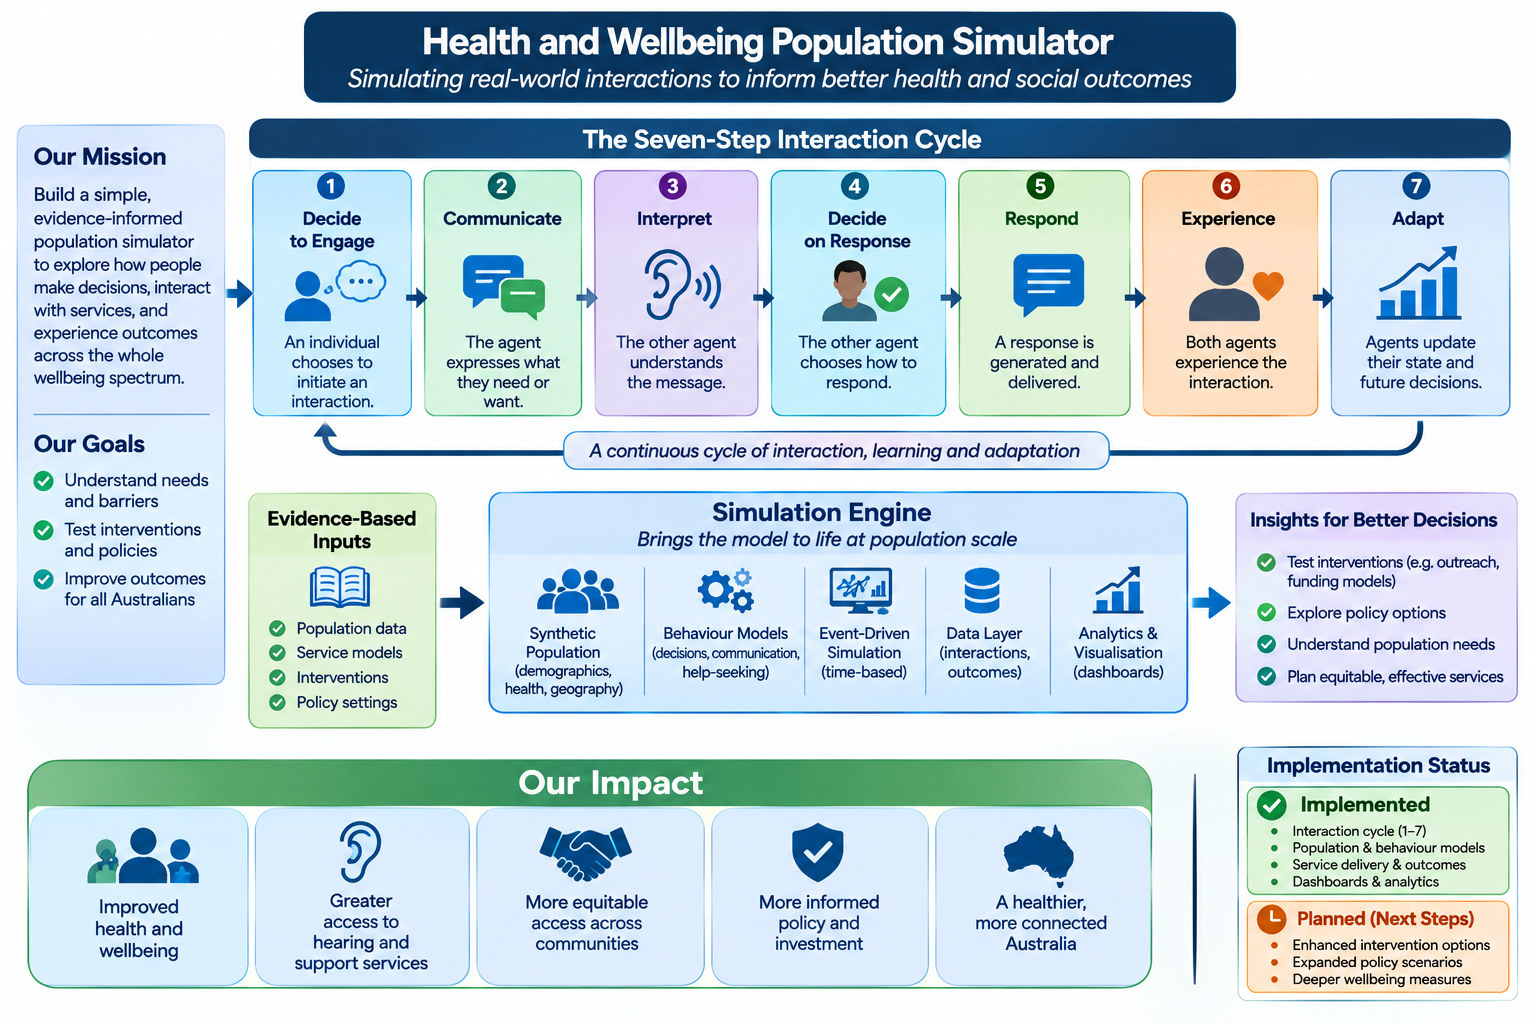 Health and Wellbeing Population Simulator
Simulating real-world interactions to inform better health and social outcomes
Our Mission
Build a simple,
evidence-informed
population simulator
to explore how people
make decisions, interact
with services, and
experience outcomes
across the whole
wellbeing spectrum.
Our Goals
Understand needs
and barriers
Test interventions
and policies
Improve outcomes
for all Australians
The Seven-Step Interaction Cycle
1
Decide
to Engage
An individual
chooses to
initiate an
interaction.
2
Communicate
The agent
expresses what
they need or
want.
3
Interpret
The other agent
understands
the message.
4
Decide
on Response
The other agent
chooses how to
respond.
5
Respond
A response is
generated and
delivered.
6
Experience
Both agents
experience the
interaction.
7
Adapt
Agents update
their state and
future decisions.
A continuous cycle of interaction, learning and adaptation
Evidence-Based
Inputs
Population data
Service models
Interventions
Policy settings
Simulation Engine
Brings the model to life at population scale
Synthetic
Population
(demographics,
health, geography)
Behaviour Models
(decisions, communication,
help-seeking)
Event-Driven
Simulation
(time-based)
Data Layer
(interactions,
outcomes)
Analytics &
Visualisation
(dashboards)
Insights for Better Decisions
Test interventions (e.g. outreach,
funding models)
Explore policy options
Understand population needs
Plan equitable, effective services
Our Impact
Improved
health and
wellbeing
Greater
access to
hearing and
support services
More equitable
access across
communities
More informed
policy and
investment
A healthier,
more connected
Australia
Implementation Status
Implemented
Interaction cycle (1–7)
Population & behaviour models
Service delivery & outcomes
Dashboards & analytics
Planned (Next Steps)
Enhanced intervention options
Expanded policy scenarios
Deeper wellbeing measures